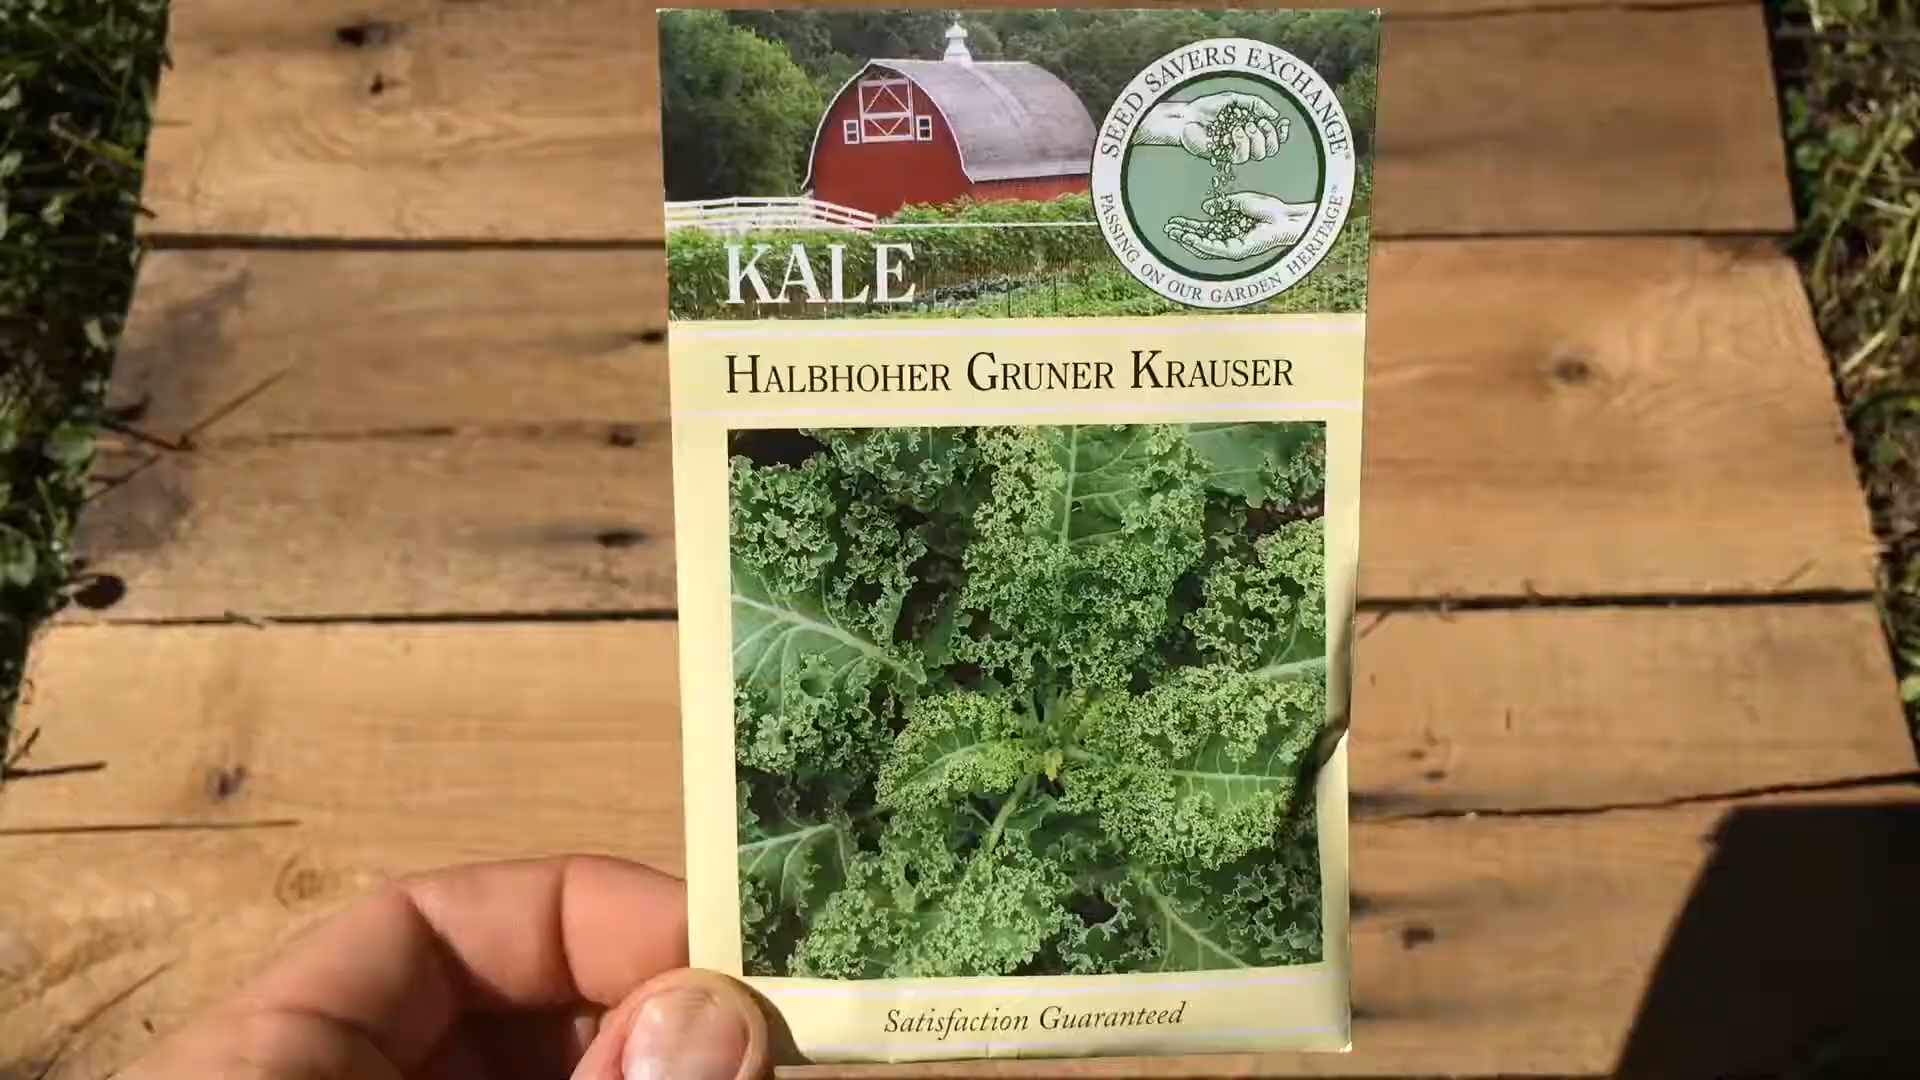 SEED SAVERS EXCHANGE®
PASSING ON OUR GARDEN HERITAGE®
KALE
HALBHOHER GRUNER KRAUSER
Satisfaction Guaranteed